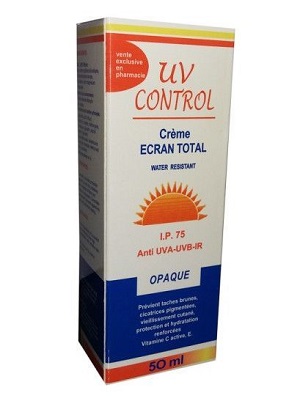 vente
exclusive
en
pharmacie
UV
CONTROL
Crème
ECRAN TOTAL
WATER RESISTANT
I.P. 75
Anti UVA-UVB-IR
OPAQUE
Prévient taches brunes,
cicatrices pigmentées,
vieillissement cutané,
protection et hydratation
renforcées
Vitamine C active, E.
50 ml